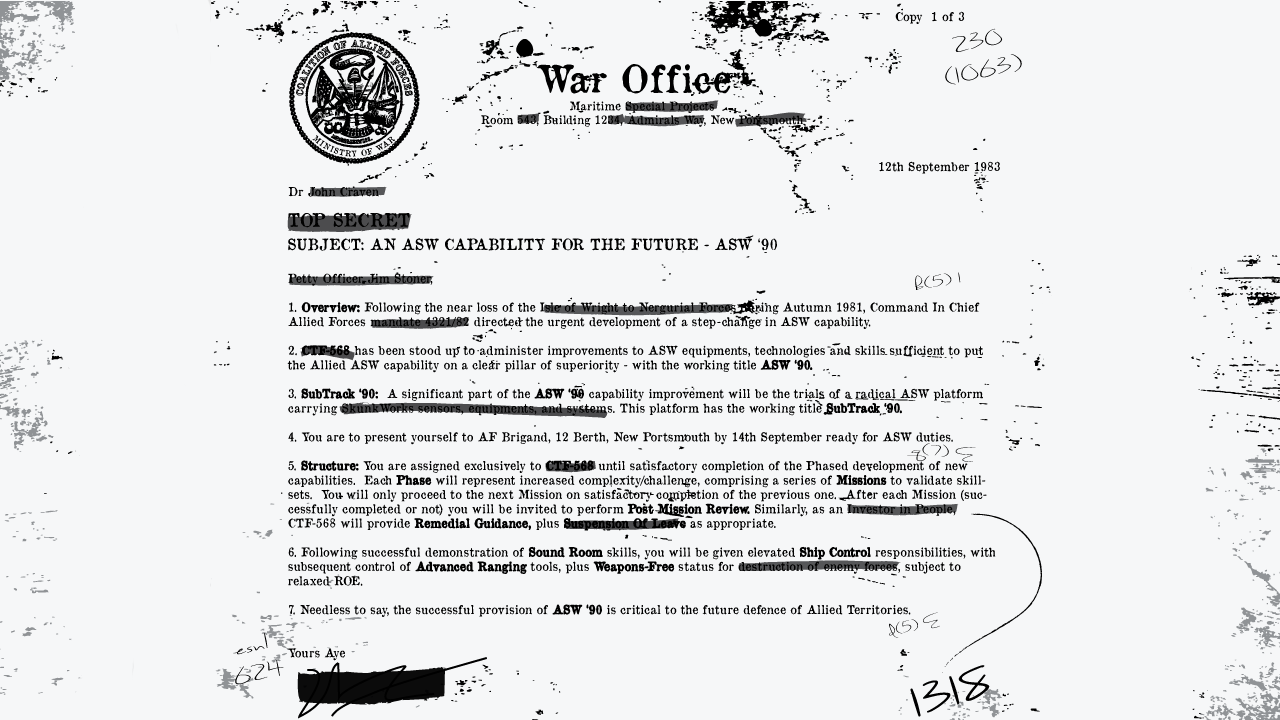 Copy 1 of 3
230
(1063)
COALITION OF ALLIED FORCES
MINISTRY OF WAR
War Office
Maritime Special Projects
Room 543, Building 1234, Admirals Way, New Portsmouth
12th September 1983
Dr John Craven
TOP SECRET
SUBJECT: AN ASW CAPABILITY FOR THE FUTURE - ASW '90
Petty Officer, Jim Stoner,
1. Overview: Following the near loss of the Isle of Wright to Nergurial Forces during Autumn 1981, Command In Chief
Allied Forces mandate 4321/82 directed the urgent development of a step-change in ASW capability.
2. CTF-568 has been stood up to administer improvements to ASW equipments, technologies and skills sufficient to put
the Allied ASW capability on a clear pillar of superiority - with the working title ASW '90.
3. SubTrack '90: A significant part of the ASW '90 capability improvement will be the trials of a radical ASW platform
carrying SkunkWorks sensors, equipments, and systems. This platform has the working title SubTrack '90.
4. You are to present yourself to AF Brigand, 12 Berth, New Portsmouth by 14th September ready for ASW duties.
5. Structure: You are assigned exclusively to CTF-568 until satisfactory completion of the Phased development of new
capabilities. Each Phase will represent increased complexity/challenge, comprising a series of Missions to validate skill-
sets. You will only proceed to the next Mission on satisfactory completion of the previous one. After each Mission (suc-
cessfully completed or not) you will be invited to perform Post Mission Review. Similarly, as an Investor in People,
CTF-568 will provide Remedial Guidance, plus Suspension Of Leave as appropriate.
6. Following successful demonstration of Sound Room skills, you will be given elevated Ship Control responsibilities, with
subsequent control of Advanced Ranging tools, plus Weapons-Free status for destruction of enemy forces, subject to
relaxed ROE.
7. Needless to say, the successful provision of ASW '90 is critical to the future defence of Allied Territories.
Yours Aye
624
1318